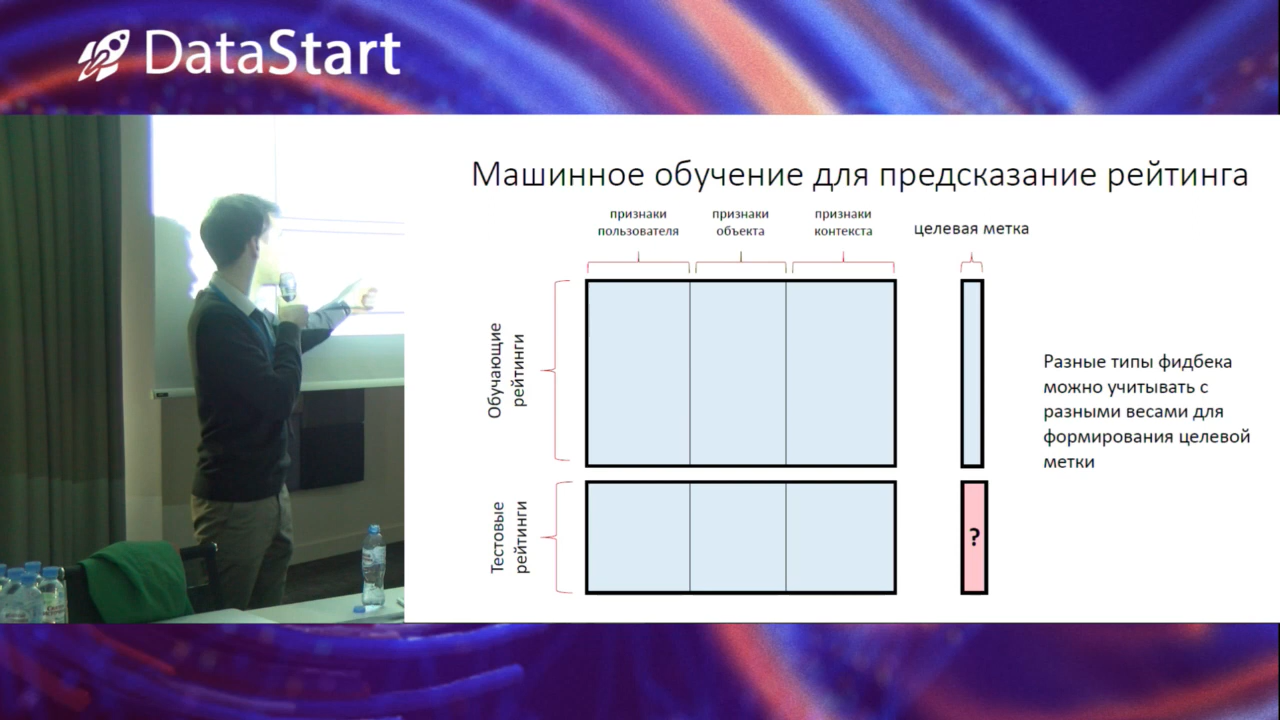 DataStart
Машинное обучение для предсказание рейтинга
признаки
пользователя
признаки
объекта
признаки
контекста
целевая метка
Обучающие
рейтинги
Разные типы фидбека
можно учитывать с
разными весами для
формирования целевой
метки
Тестовые
рейтинги
?